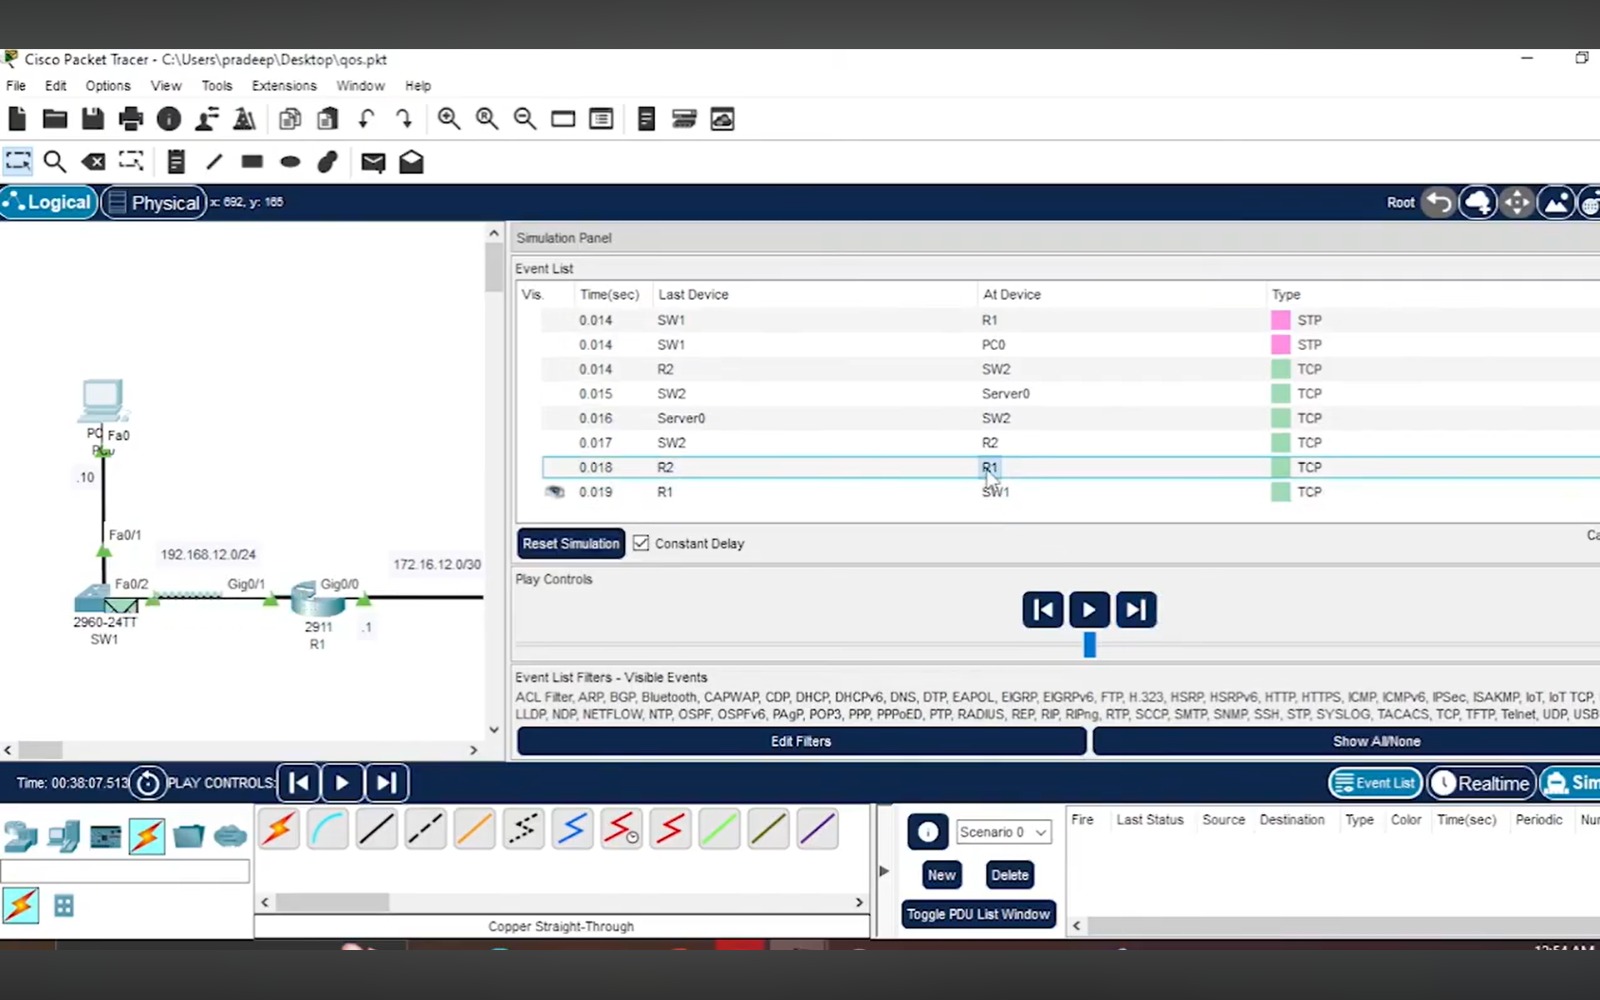 Cisco Packet Tracer - C:\Users\pradeep\Desktop\qos.pkt
File Edit Options View Tools Extensions Window Help
Logical Physical x: 692, y: 165 Root
Simulation Panel
Event List
Vis. Time(sec) Last Device At Device Type
0.014 SW1 R1 STP
0.014 SW1 PC0 STP
0.014 R2 SW2 TCP
0.015 SW2 Server0 TCP
0.016 Server0 SW2 TCP
0.017 SW2 R2 TCP
0.018 R2 R1 TCP
0.019 R1 SW1 TCP
Reset Simulation Constant Delay
Play Controls
Event List Filters - Visible Events
ACL Filter, ARP, BGP, Bluetooth, CAPWAP, CDP, DHCP, DHCPv6, DNS, DTP, EAPOL, EIGRP, EIGRPv6, FTP, H.323, HSRP, HSRPv6, HTTP, HTTPS, ICMP, ICMPv6, IPSec, ISAKMP, IoT, IoT TCP,
LLDP, NDP, NETFLOW, NTP, OSPF, OSPFv6, PAgP, POP3, PPP, PPPoED, PTP, RADIUS, REP, RIP, RIPng, RTP, SCCP, SMTP, SNMP, SSH, STP, SYSLOG, TACACS, TCP, TFTP, Telnet, UDP, USB
Edit Filters Show All/None
Fa0
.10
Fa0/1
192.168.12.0/24
172.16.12.0/30
Fa0/2 Gig0/1 Gig0/0
2960-24TT
SW1
2911
R1
.1
Time: 00:38:07.513 PLAY CONTROLS: Event List Realtime Sim
Scenario 0
New Delete
Toggle PDU List Window
Fire Last Status Source Destination Type Color Time(sec) Periodic Num
Copper Straight-Through